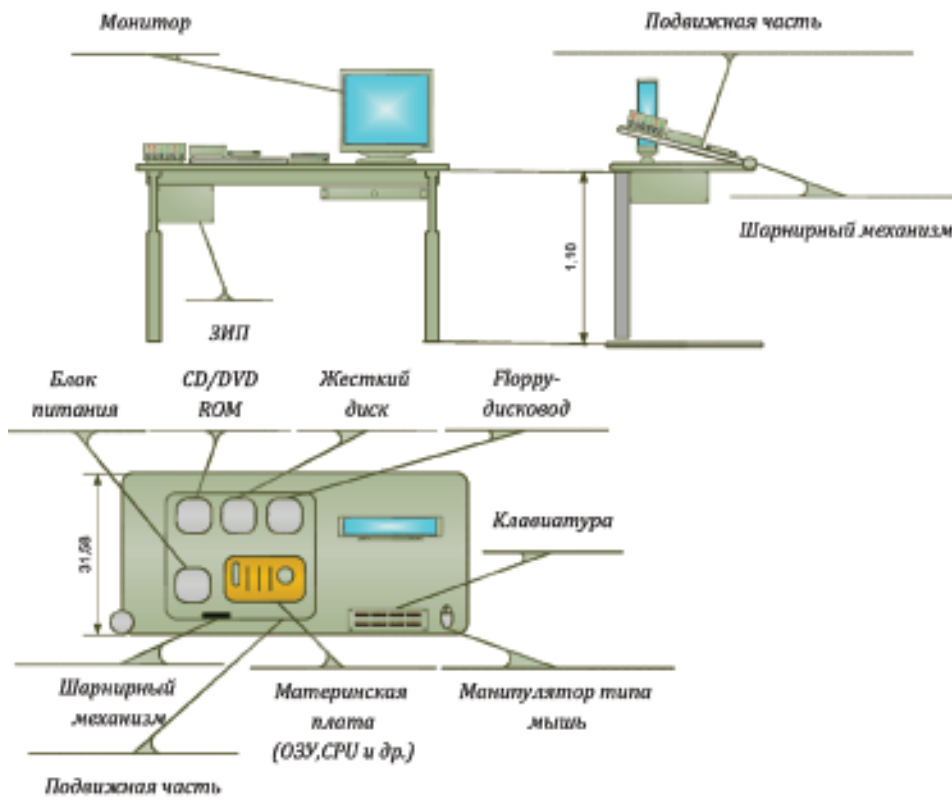 Монитор
Подвижная часть
Шарнирный механизм
1,10
ЗИП
Блок
питания
CD/DVD
ROM
Жесткий
диск
Floppy-
дисковод
Клавиатура
31,58
Шарнирный
механизм
Материнская
плата
(ОЗУ,CPU и др.)
Манипулятор типа
мышь
Подвижная часть